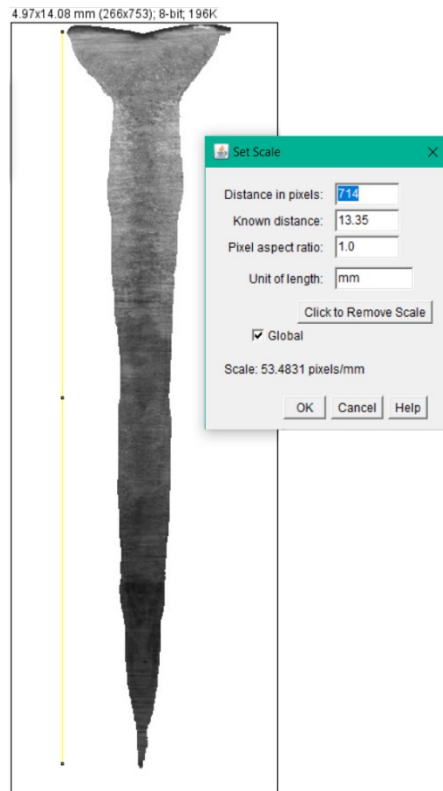 4.97x14.08 mm (266x753); 8-bit; 196K
Set Scale
Distance in pixels: 714
Known distance: 13.35
Pixel aspect ratio: 1.0
Unit of length: mm
Click to Remove Scale
Global
Scale: 53.4831 pixels/mm
OK Cancel Help